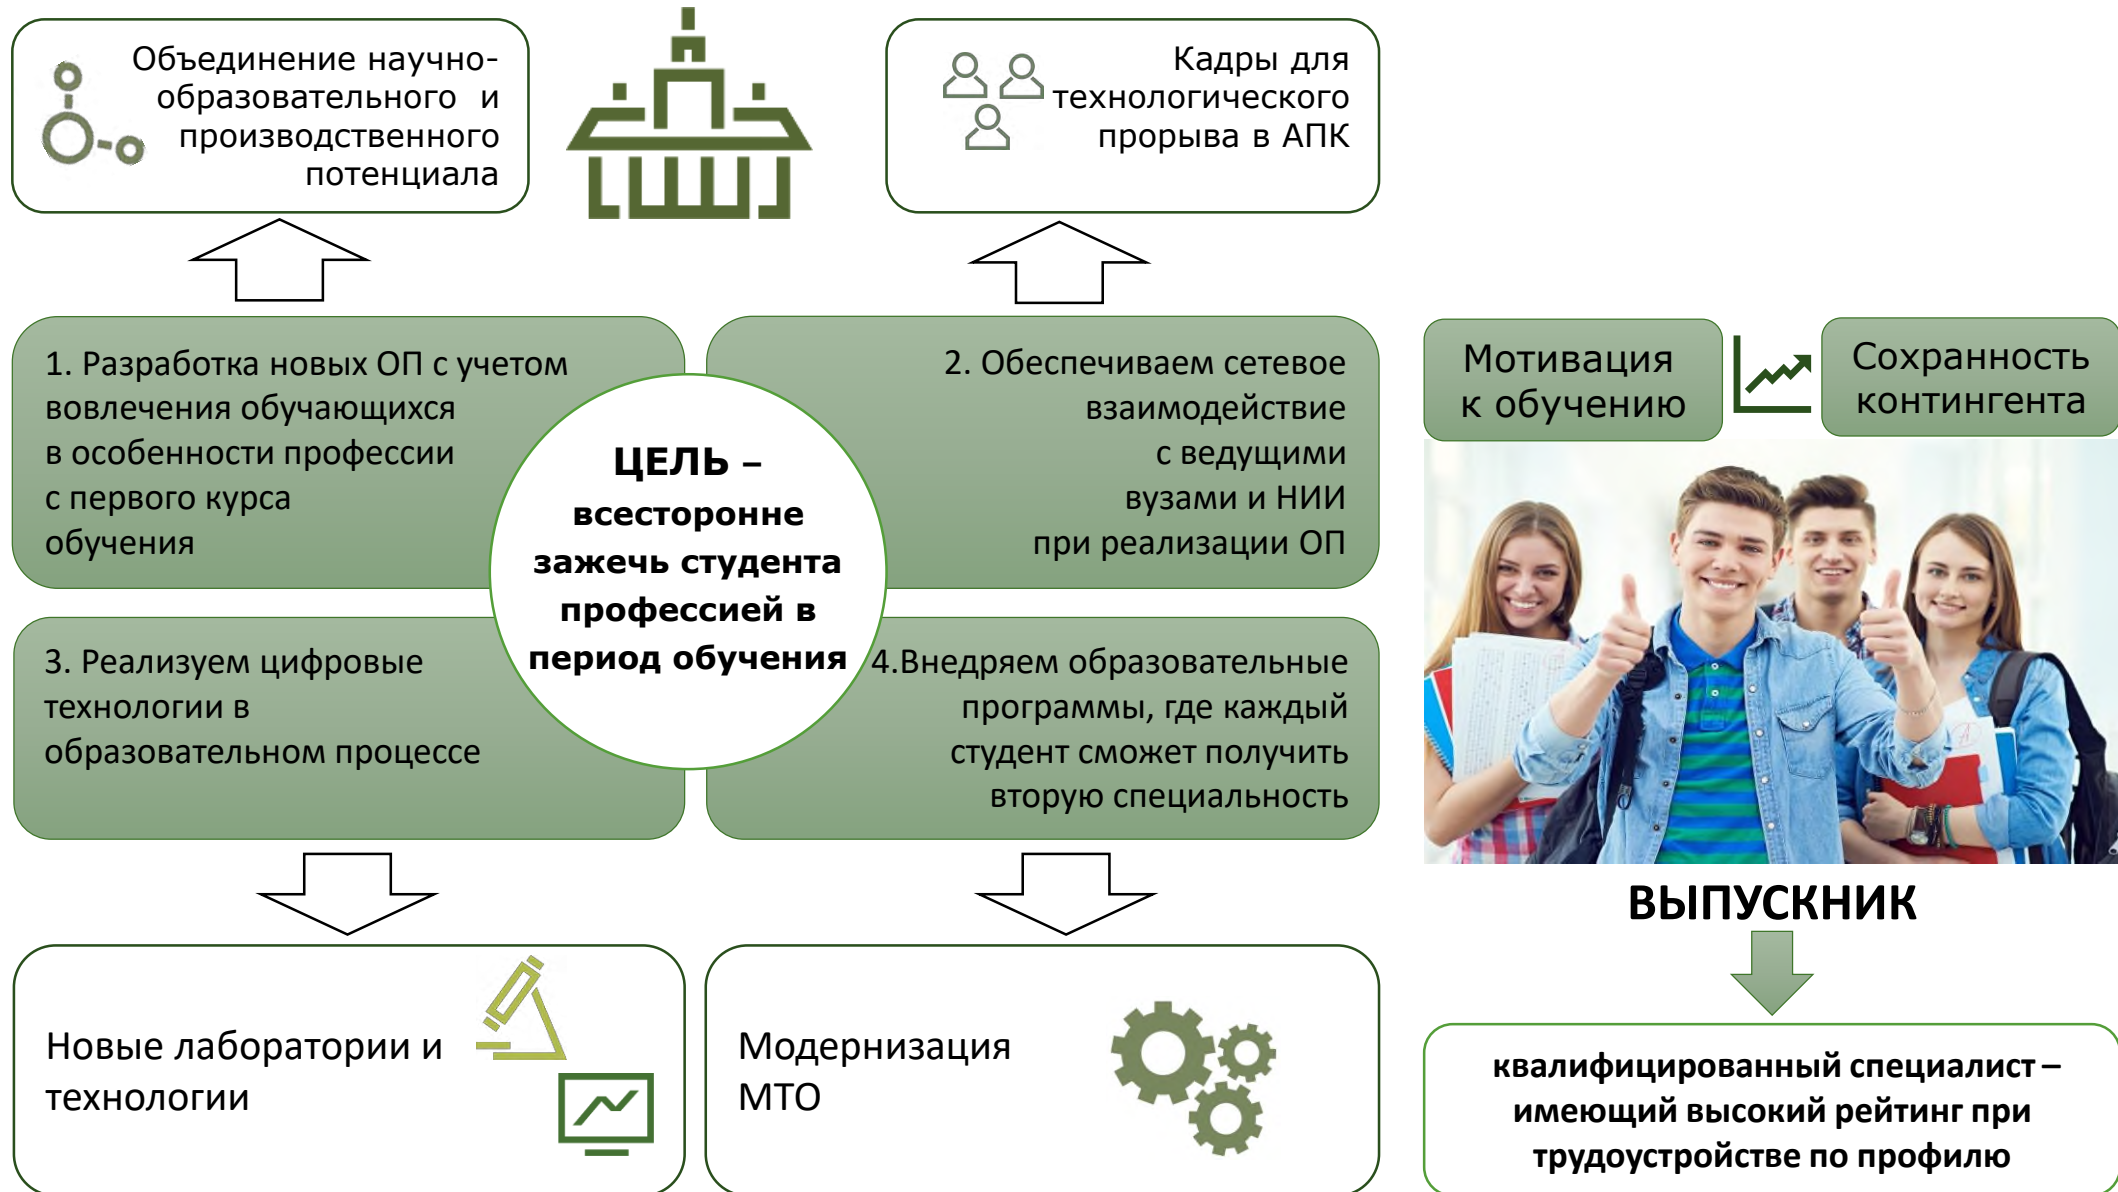 Объединение научно-
образовательного и
производственного
потенциала
Кадры для
технологического
прорыва в АПК
1. Разработка новых ОП с учетом
вовлечения обучающихся
в особенности профессии
с первого курса
обучения
2. Обеспечиваем сетевое
взаимодействие
с ведущими
вузами и НИИ
при реализации ОП
ЦЕЛЬ –
всесторонне
зажечь студента
профессией в
период обучения
3. Реализуем цифровые
технологии в
образовательном процессе
4.Внедряем образовательные
программы, где каждый
студент сможет получить
вторую специальность
Новые лаборатории и
технологии
Модернизация
МТО
Мотивация
к обучению
Сохранность
контингента
ВЫПУСКНИК
квалифицированный специалист –
имеющий высокий рейтинг при
трудоустройстве по профилю